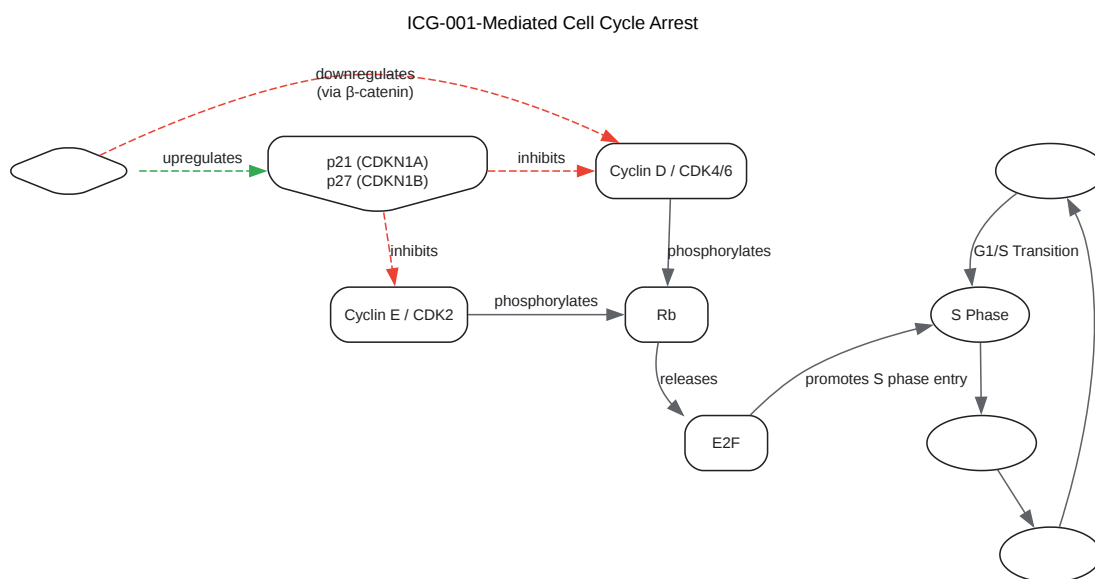 ICG-001-Mediated Cell Cycle Arrest
downregulates
(via β-catenin)
upregulates
p21 (CDKN1A)
p27 (CDKN1B)
inhibits
Cyclin D / CDK4/6
inhibits
phosphorylates
G1/S Transition
Cyclin E / CDK2
phosphorylates
Rb
S Phase
releases
promotes S phase entry
E2F